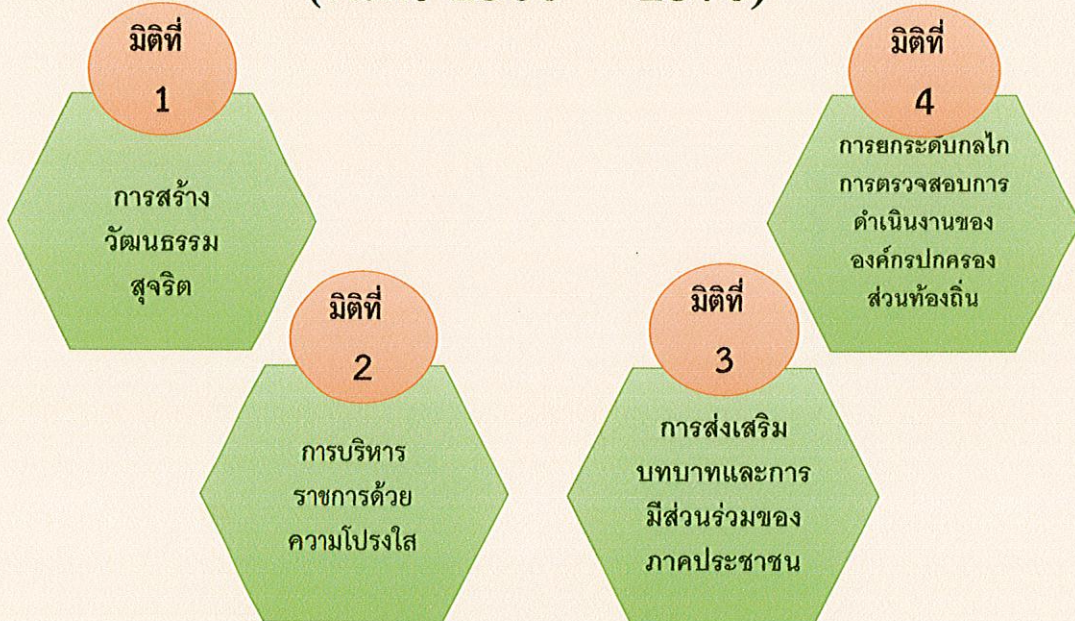 มิติที่
1
การสร้าง
วัฒนธรรม
สุจริต
มิติที่
2
การบริหาร
ราชการด้วย
ความโปร่งใส
มิติที่
3
การส่งเสริม
บทบาทและการ
มีส่วนร่วมของ
ภาคประชาชน
มิติที่
4
การยกระดับกลไก
การตรวจสอบการ
ดำเนินงานของ
องค์กรปกครอง
ส่วนท้องถิ่น